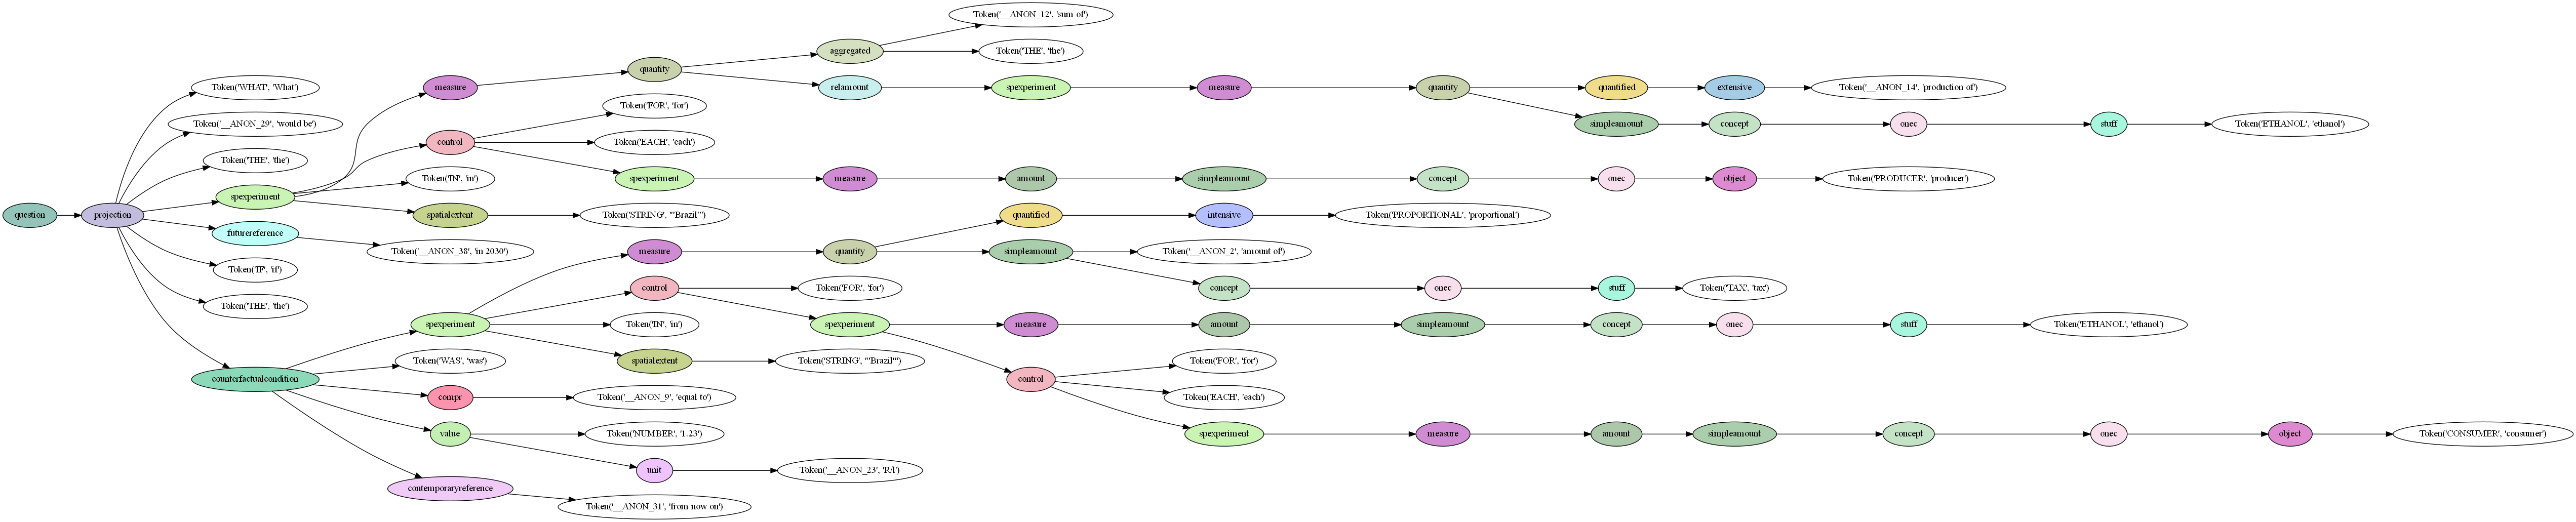 question
projection
Token('WHAT', 'What')
Token('__ANON_29', 'would be')
Token('THE', 'the')
spexperiment
measure
quantity
aggregated
Token('__ANON_12', 'sum of')
Token('THE', 'the')
relamount
spexperiment
measure
quantity
quantified
extensive
Token('__ANON_14', 'production of')
simpleamount
concept
onec
stuff
Token('ETHANOL', 'ethanol')
control
Token('FOR', 'for')
Token('EACH', 'each')
spexperiment
measure
amount
simpleamount
concept
onec
object
Token('PRODUCER', 'producer')
Token('IN', 'in')
spatialextent
Token('STRING', '"Brazil"')
futurereference
Token('__ANON_38', 'in 2030')
Token('IF', 'if')
Token('THE', 'the')
counterfactualcondition
spexperiment
measure
quantity
quantified
intensive
Token('PROPORTIONAL', 'proportional')
simpleamount
Token('__ANON_2', 'amount of')
concept
onec
stuff
Token('TAX', 'tax')
control
Token('FOR', 'for')
spexperiment
measure
amount
simpleamount
concept
onec
stuff
Token('ETHANOL', 'ethanol')
control
Token('FOR', 'for')
Token('EACH', 'each')
spexperiment
measure
amount
simpleamount
concept
onec
object
Token('CONSUMER', 'consumer')
Token('IN', 'in')
spatialextent
Token('STRING', '"Brazil"')
Token('WAS', 'was')
compr
Token('__ANON_9', 'equal to')
value
Token('NUMBER', '1.23')
unit
Token('__ANON_23', 'R/l')
contemporaryreference
Token('__ANON_31', 'from now on')